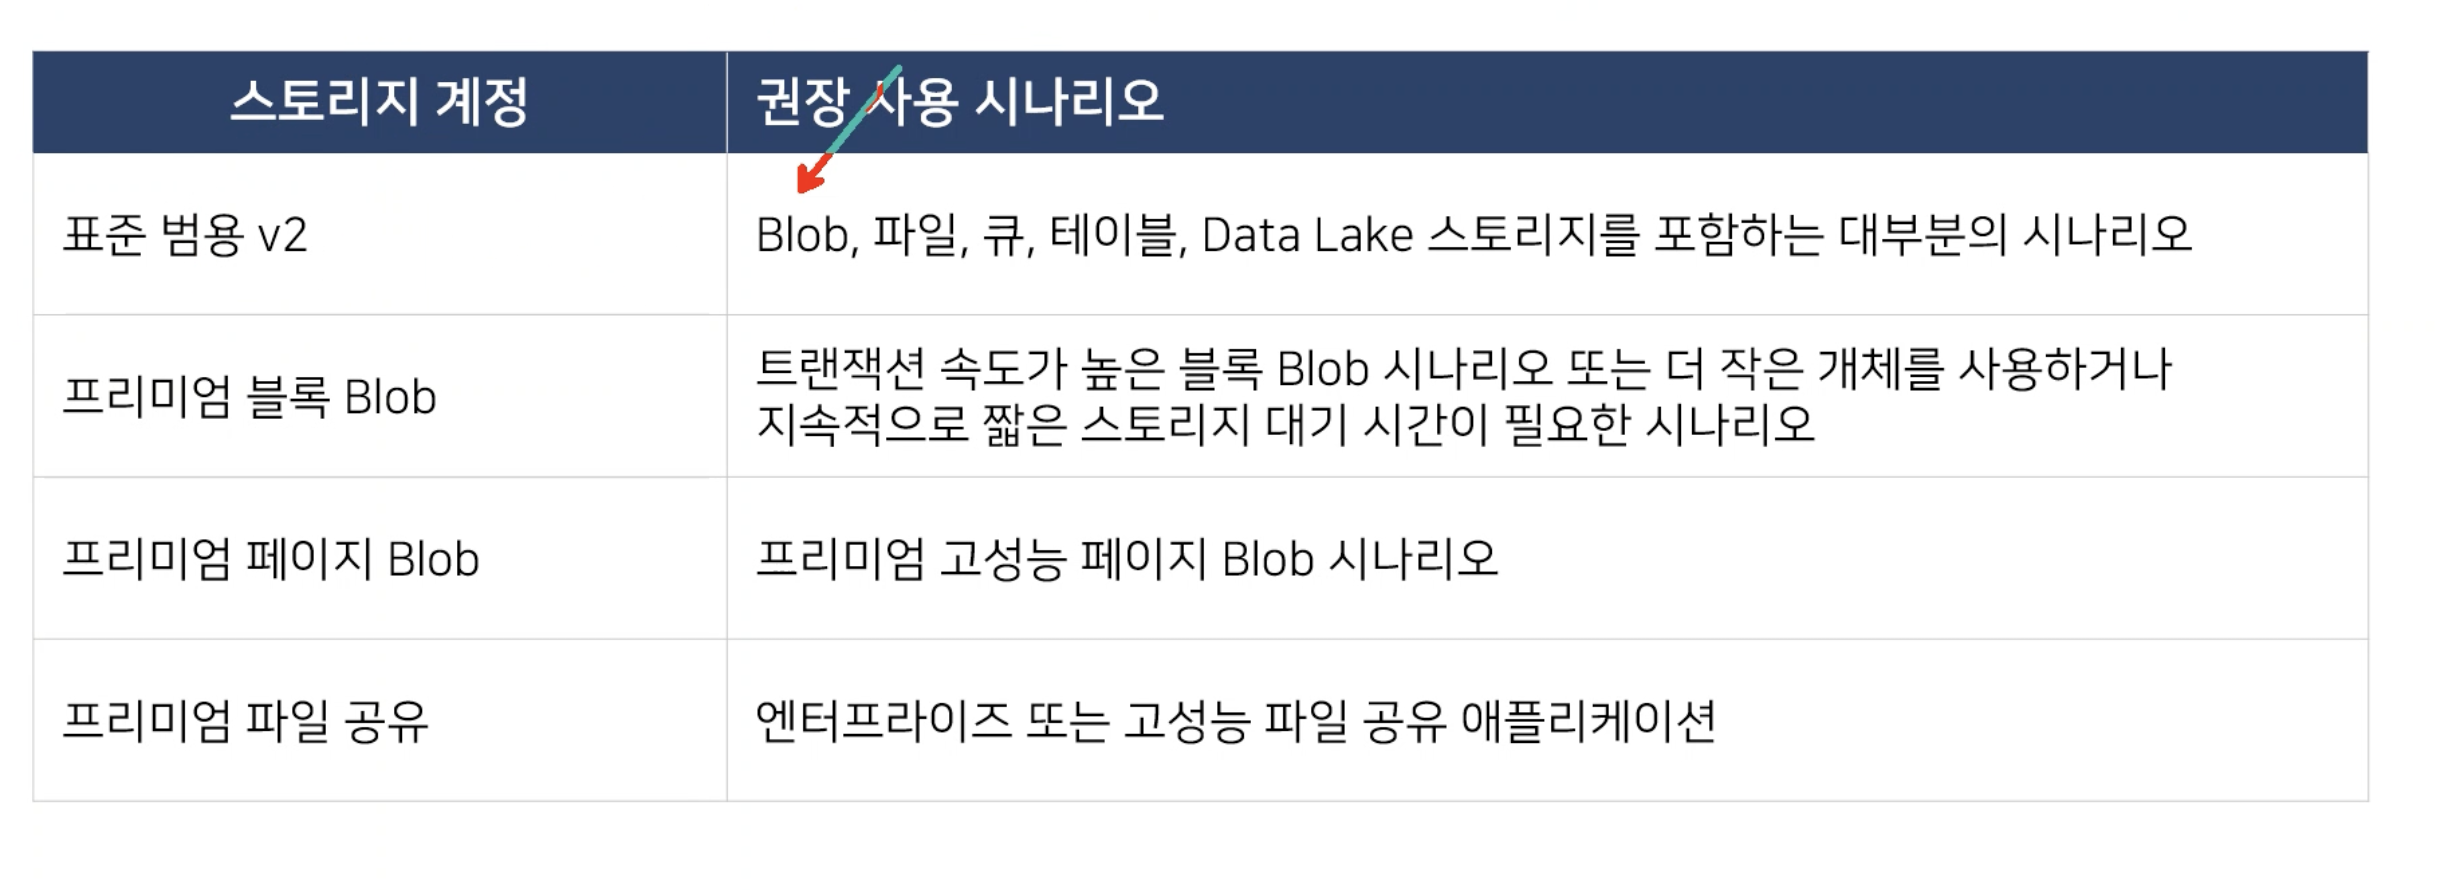 스토리지 계정
권장 사용 시나리오
표준 범용 v2
Blob, 파일, 큐, 테이블, Data Lake 스토리지를 포함하는 대부분의 시나리오
프리미엄 블록 Blob
트랜잭션 속도가 높은 블록 Blob 시나리오 또는 더 작은 개체를 사용하거나
지속적으로 짧은 스토리지 대기 시간이 필요한 시나리오
프리미엄 페이지 Blob
프리미엄 고성능 페이지 Blob 시나리오
프리미엄 파일 공유
엔터프라이즈 또는 고성능 파일 공유 애플리케이션